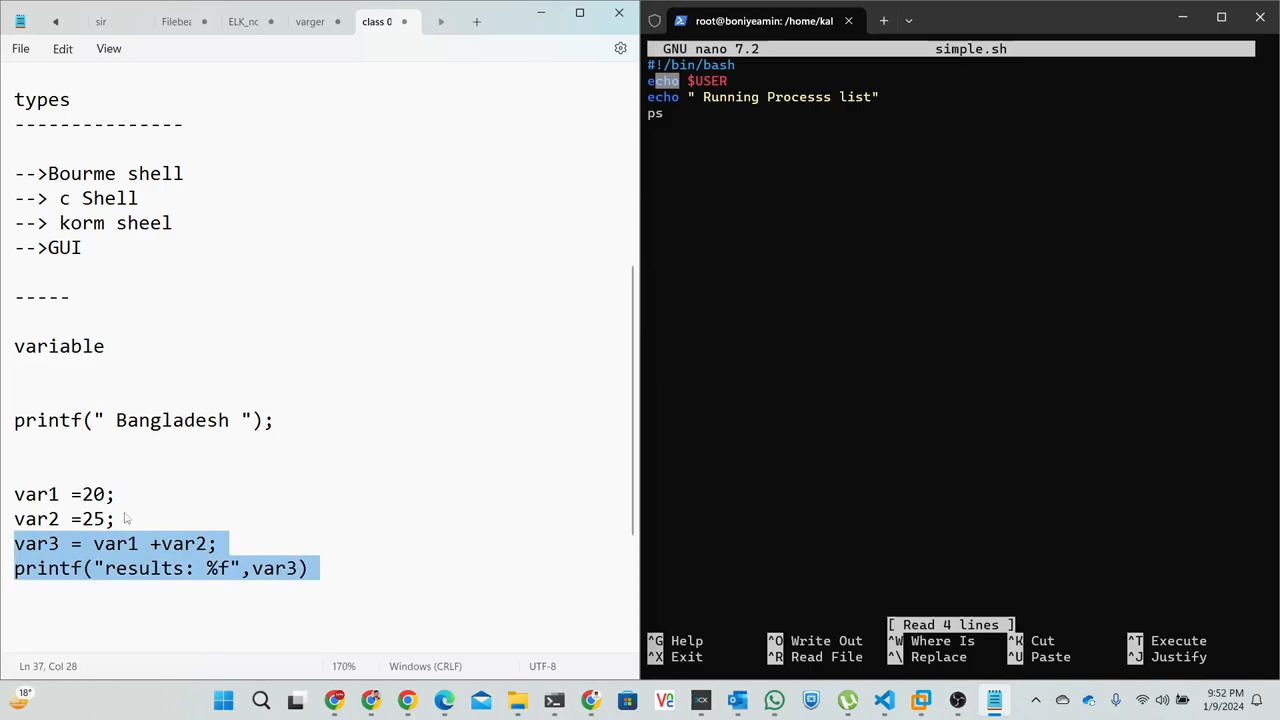 sir
Filebea
ELK_nc
varger
class 0
File
Edit
View
types
---------------
-->Bourme shell
--> c Shell
--> korm sheel
-->GUI
-----
variable
printf(" Bangladesh ");
var1 =20;
var2 =25;
var3 = var1 +var2;
printf("results: %f",var3)
Ln 37, Col 28
170%
Windows (CRLF)
UTF-8
root@boniyeamin: /home/kal
GNU nano 7.2
simple.sh
#!/bin/bash
echo $USER
echo " Running Processs list"
ps
[ Read 4 lines ]
^G Help
^O Write Out
^W Where Is
^K Cut
^T Execute
^X Exit
^R Read File
^\ Replace
^U Paste
^J Justify
18°
9:52 PM
1/9/2024